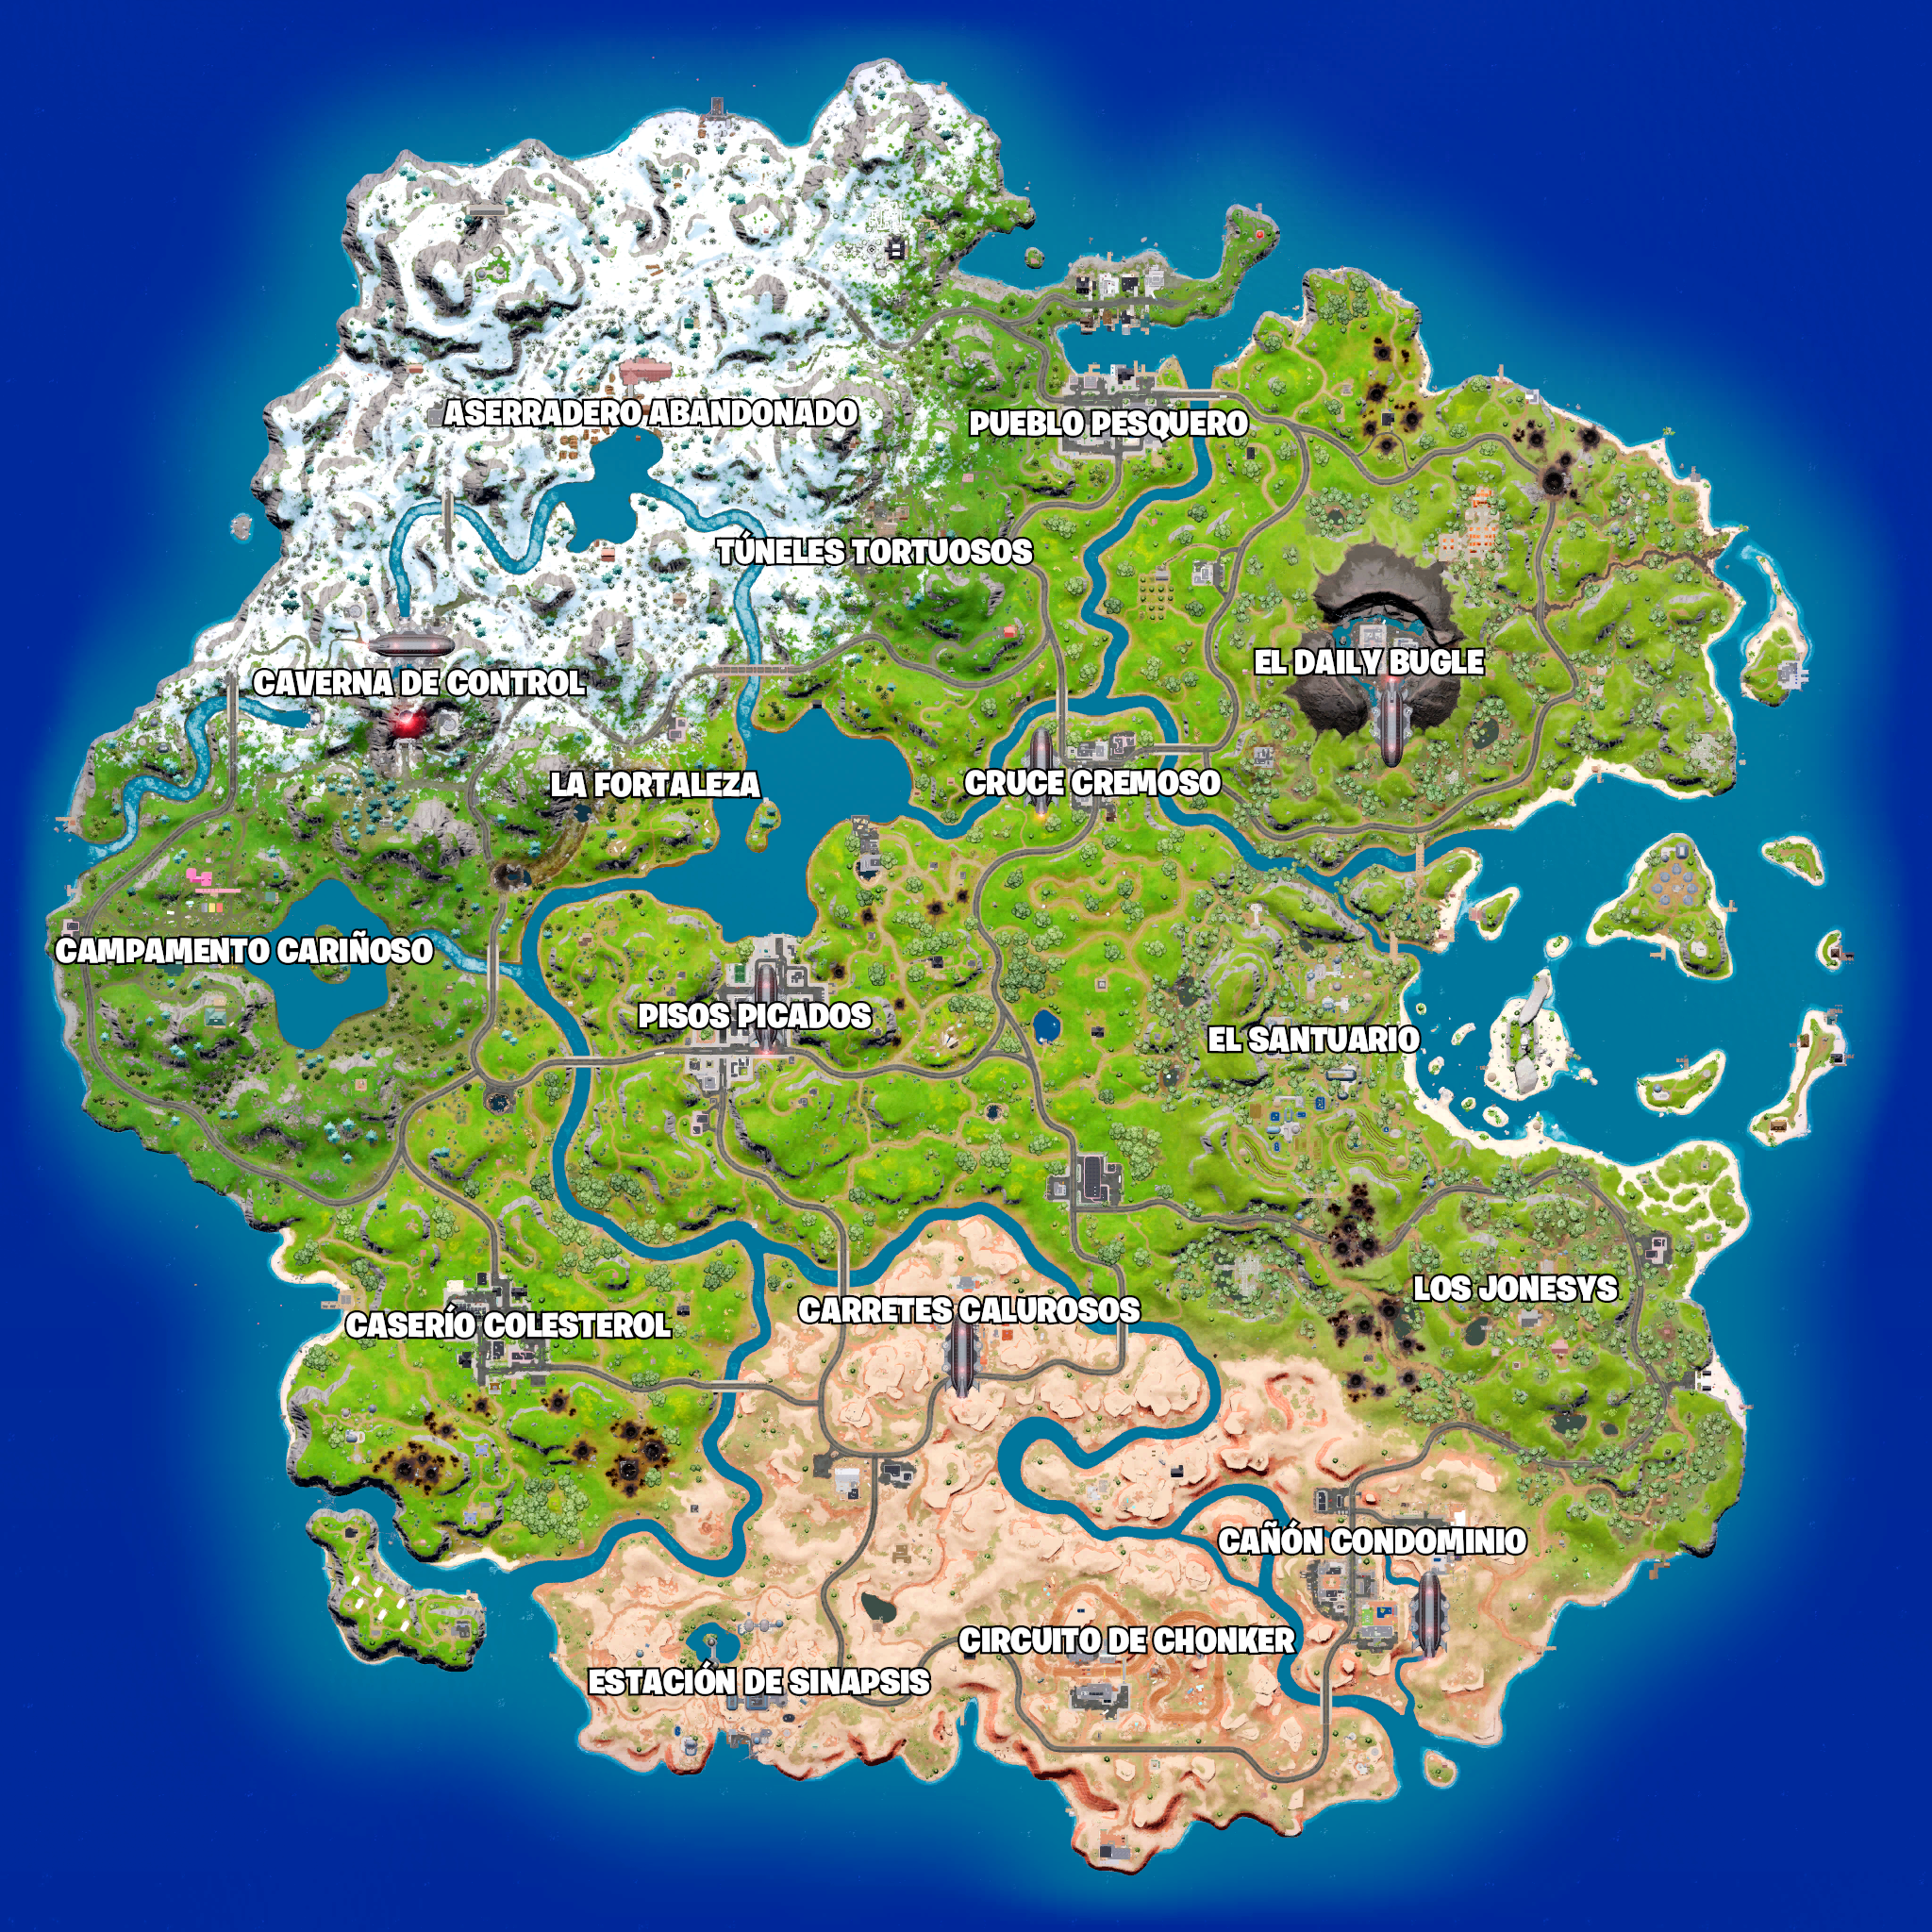 ASERRADERO ABANDONADO
PUEBLO PESQUERO
TÚNELES TORTUOSOS
EL DAILY BUGLE
CAVERNA DE CONTROL
LA FORTALEZA
CRUCE CREMOSO
CAMPAMENTO CARIÑOSO
PISOS PICADOS
EL SANTUARIO
LOS JONESYS
CARRETES CALUROSOS
CASERÍO COLESTEROL
CAÑÓN CONDOMINIO
CIRCUITO DE CHONKER
ESTACIÓN DE SINAPSIS